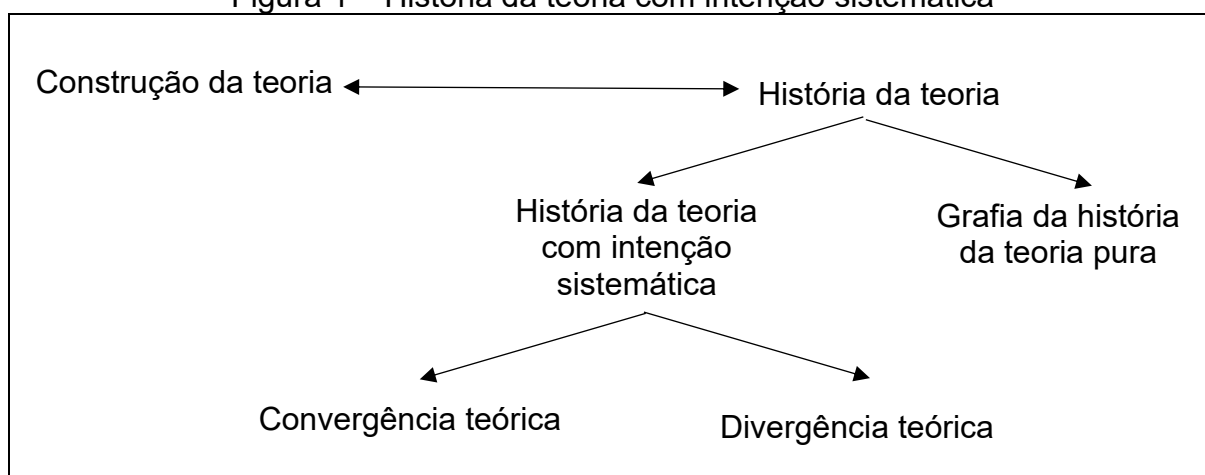 Figura 1 – História da teoria com intenção sistemática
Construção da teoria
História da teoria
História da teoria
com intenção
sistemática
Grafia da história
da teoria pura
Convergência teórica
Divergência teórica